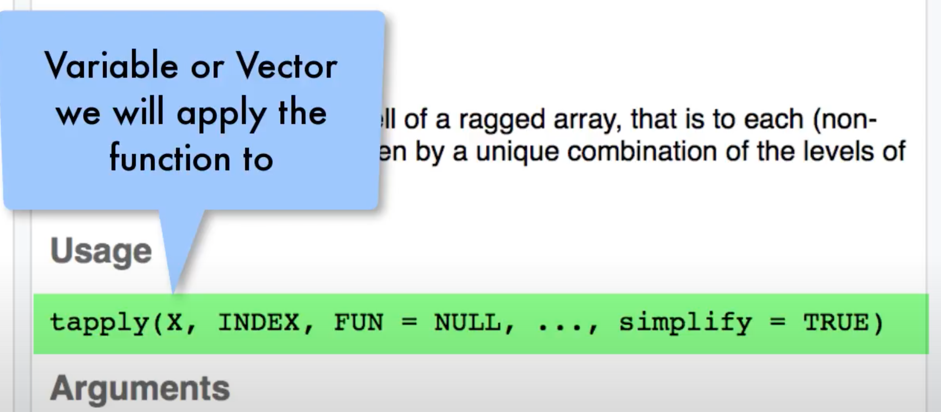 Variable or Vector
we will apply the
function to
ll of a ragged array, that is to each (non-
en by a unique combination of the levels of
Usage
tapply(X, INDEX, FUN = NULL, ..., simplify = TRUE)
Arguments